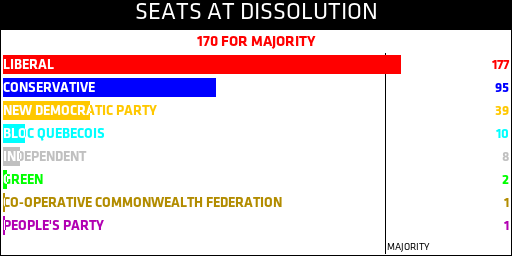 SEATS AT DISSOLUTION
170 FOR MAJORITY
LIBERAL 177
CONSERVATIVE 95
NEW DEMOCRATIC PARTY 39
BLOC QUEBECOIS 10
INDEPENDENT 8
GREEN 2
CO-OPERATIVE COMMONWEALTH FEDERATION 1
PEOPLE'S PARTY 1
MAJORITY